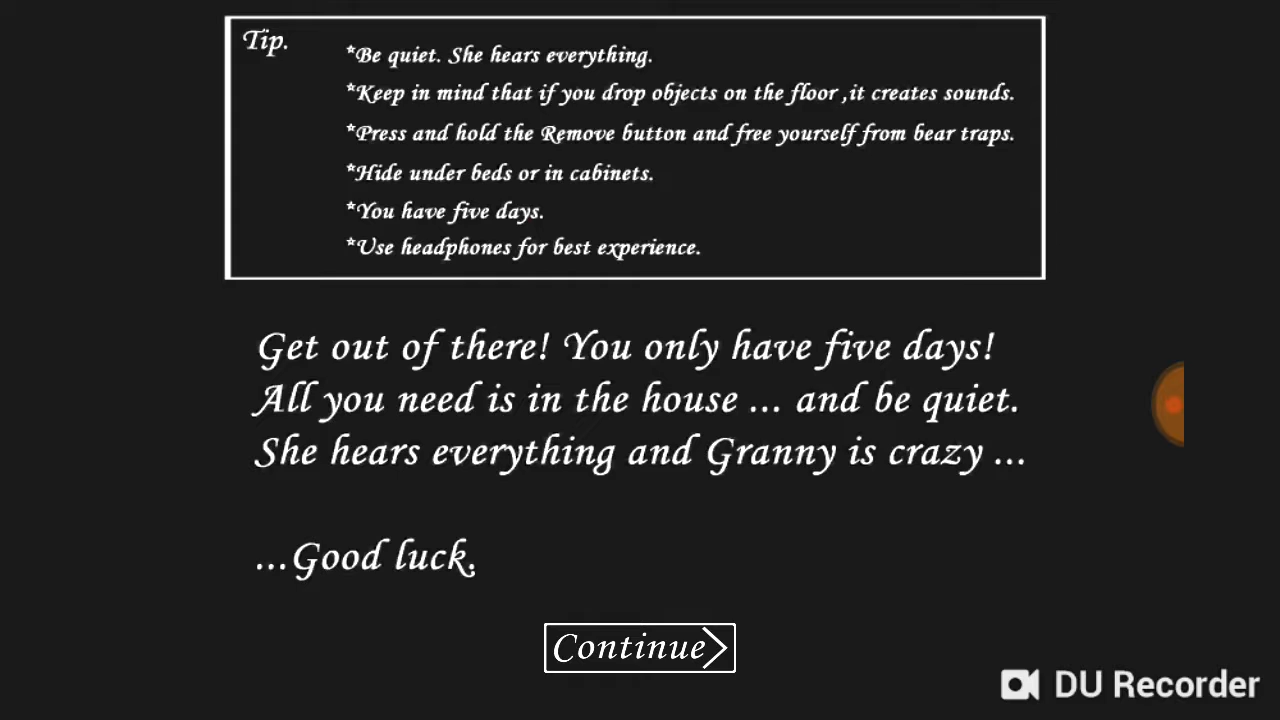 Tip.
*Be quiet. She hears everything.
*Keep in mind that if you drop objects on the floor ,it creates sounds.
*Press and hold the Remove button and free yourself from bear traps.
*Hide under beds or in cabinets.
*You have five days.
*Use headphones for best experience.
Get out of there! You only have five days!
All you need is in the house ... and be quiet.
She hears everything and Granny is crazy ...
...Good luck.
Continue
DU Recorder